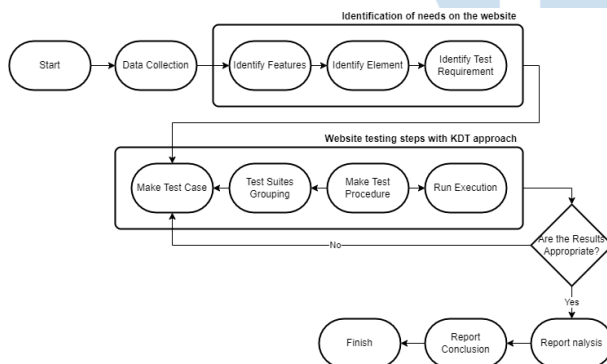 Identification of needs on the website
Start
Data Collection
Identify Features
Identify Element
Identify Test
Requirement
Website testing steps with KDT approach
Make Test Case
Test Suites
Grouping
Make Test
Procedure
Run Execution
Are the Results
Appropriate?
No
Yes
Finish
Report
Conclusion
Report nalysis